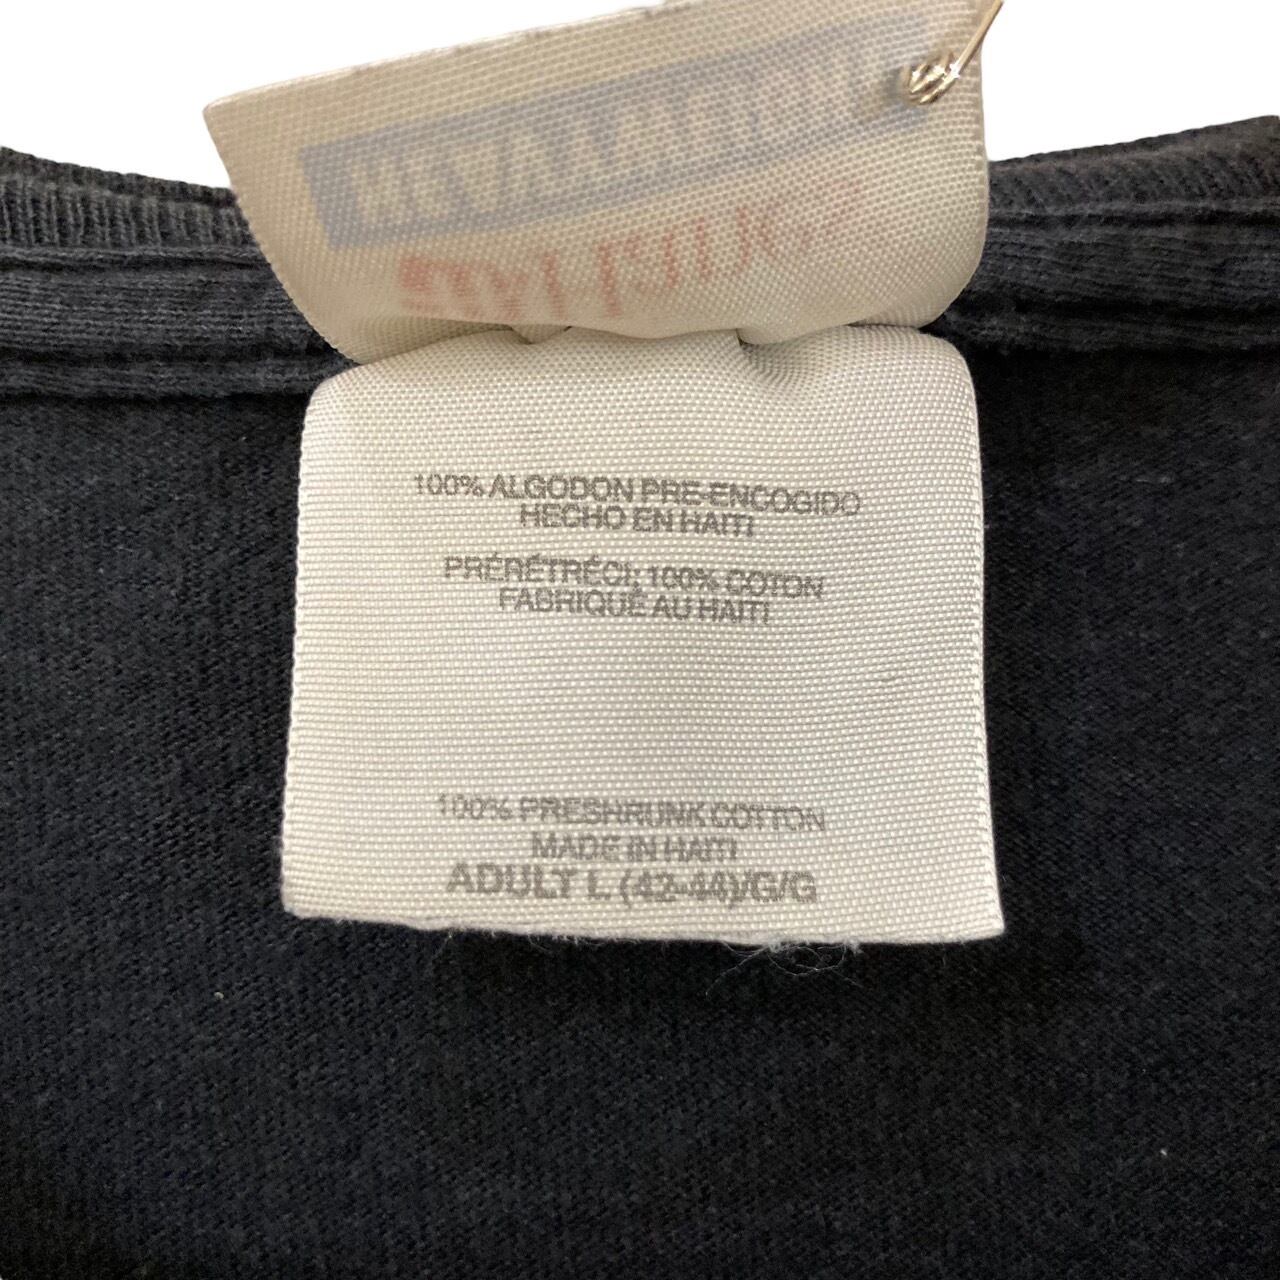 100% ALGODON PRE-ENCOGIDO
HECHO EN HAITI
PRÉRÉTRÉCI; 100% COTON
FABRIQUÉ AU HAITI
100% PRESHRUNK COTTON
MADE IN HAITI
ADULT L (42-44)/G/G